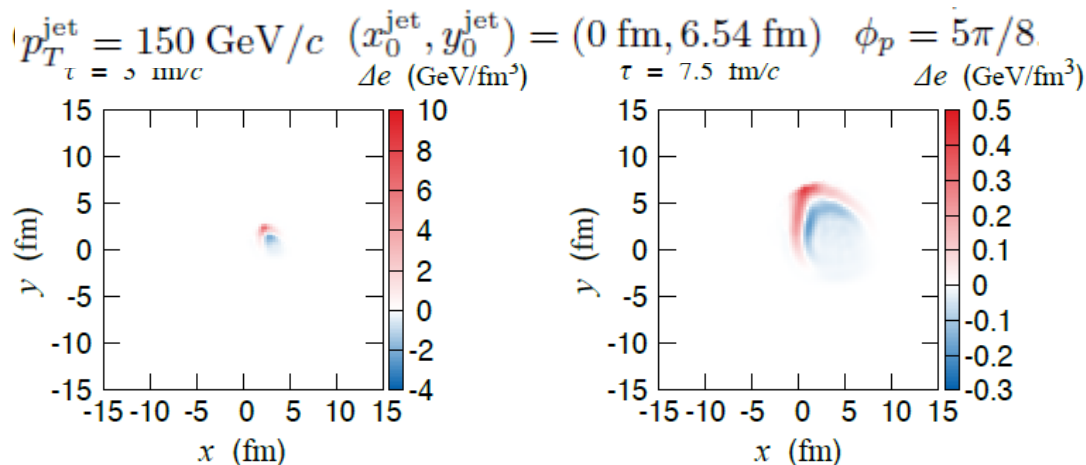 p_T^jet = 150 GeV/c (x_0^jet, y_0^jet) = (0 fm, 6.54 fm) ϕ_p = 5π/8.
τ = fm/c Δe (GeV/fm³) τ = 7.5 fm/c Δe (GeV/fm³)
15 10 15 0.5
10 8 10 0.4
6 0.3
5 4 5 0.2
y (fm) 0 2 y (fm) 0 0.1
-5 0 -5 0
-10 -2 -10 -0.1
-0.2
-15 -4 -15 -0.3
-15 -10 -5 0 5 10 15 -15 -10 -5 0 5 10 15
x (fm) x (fm)